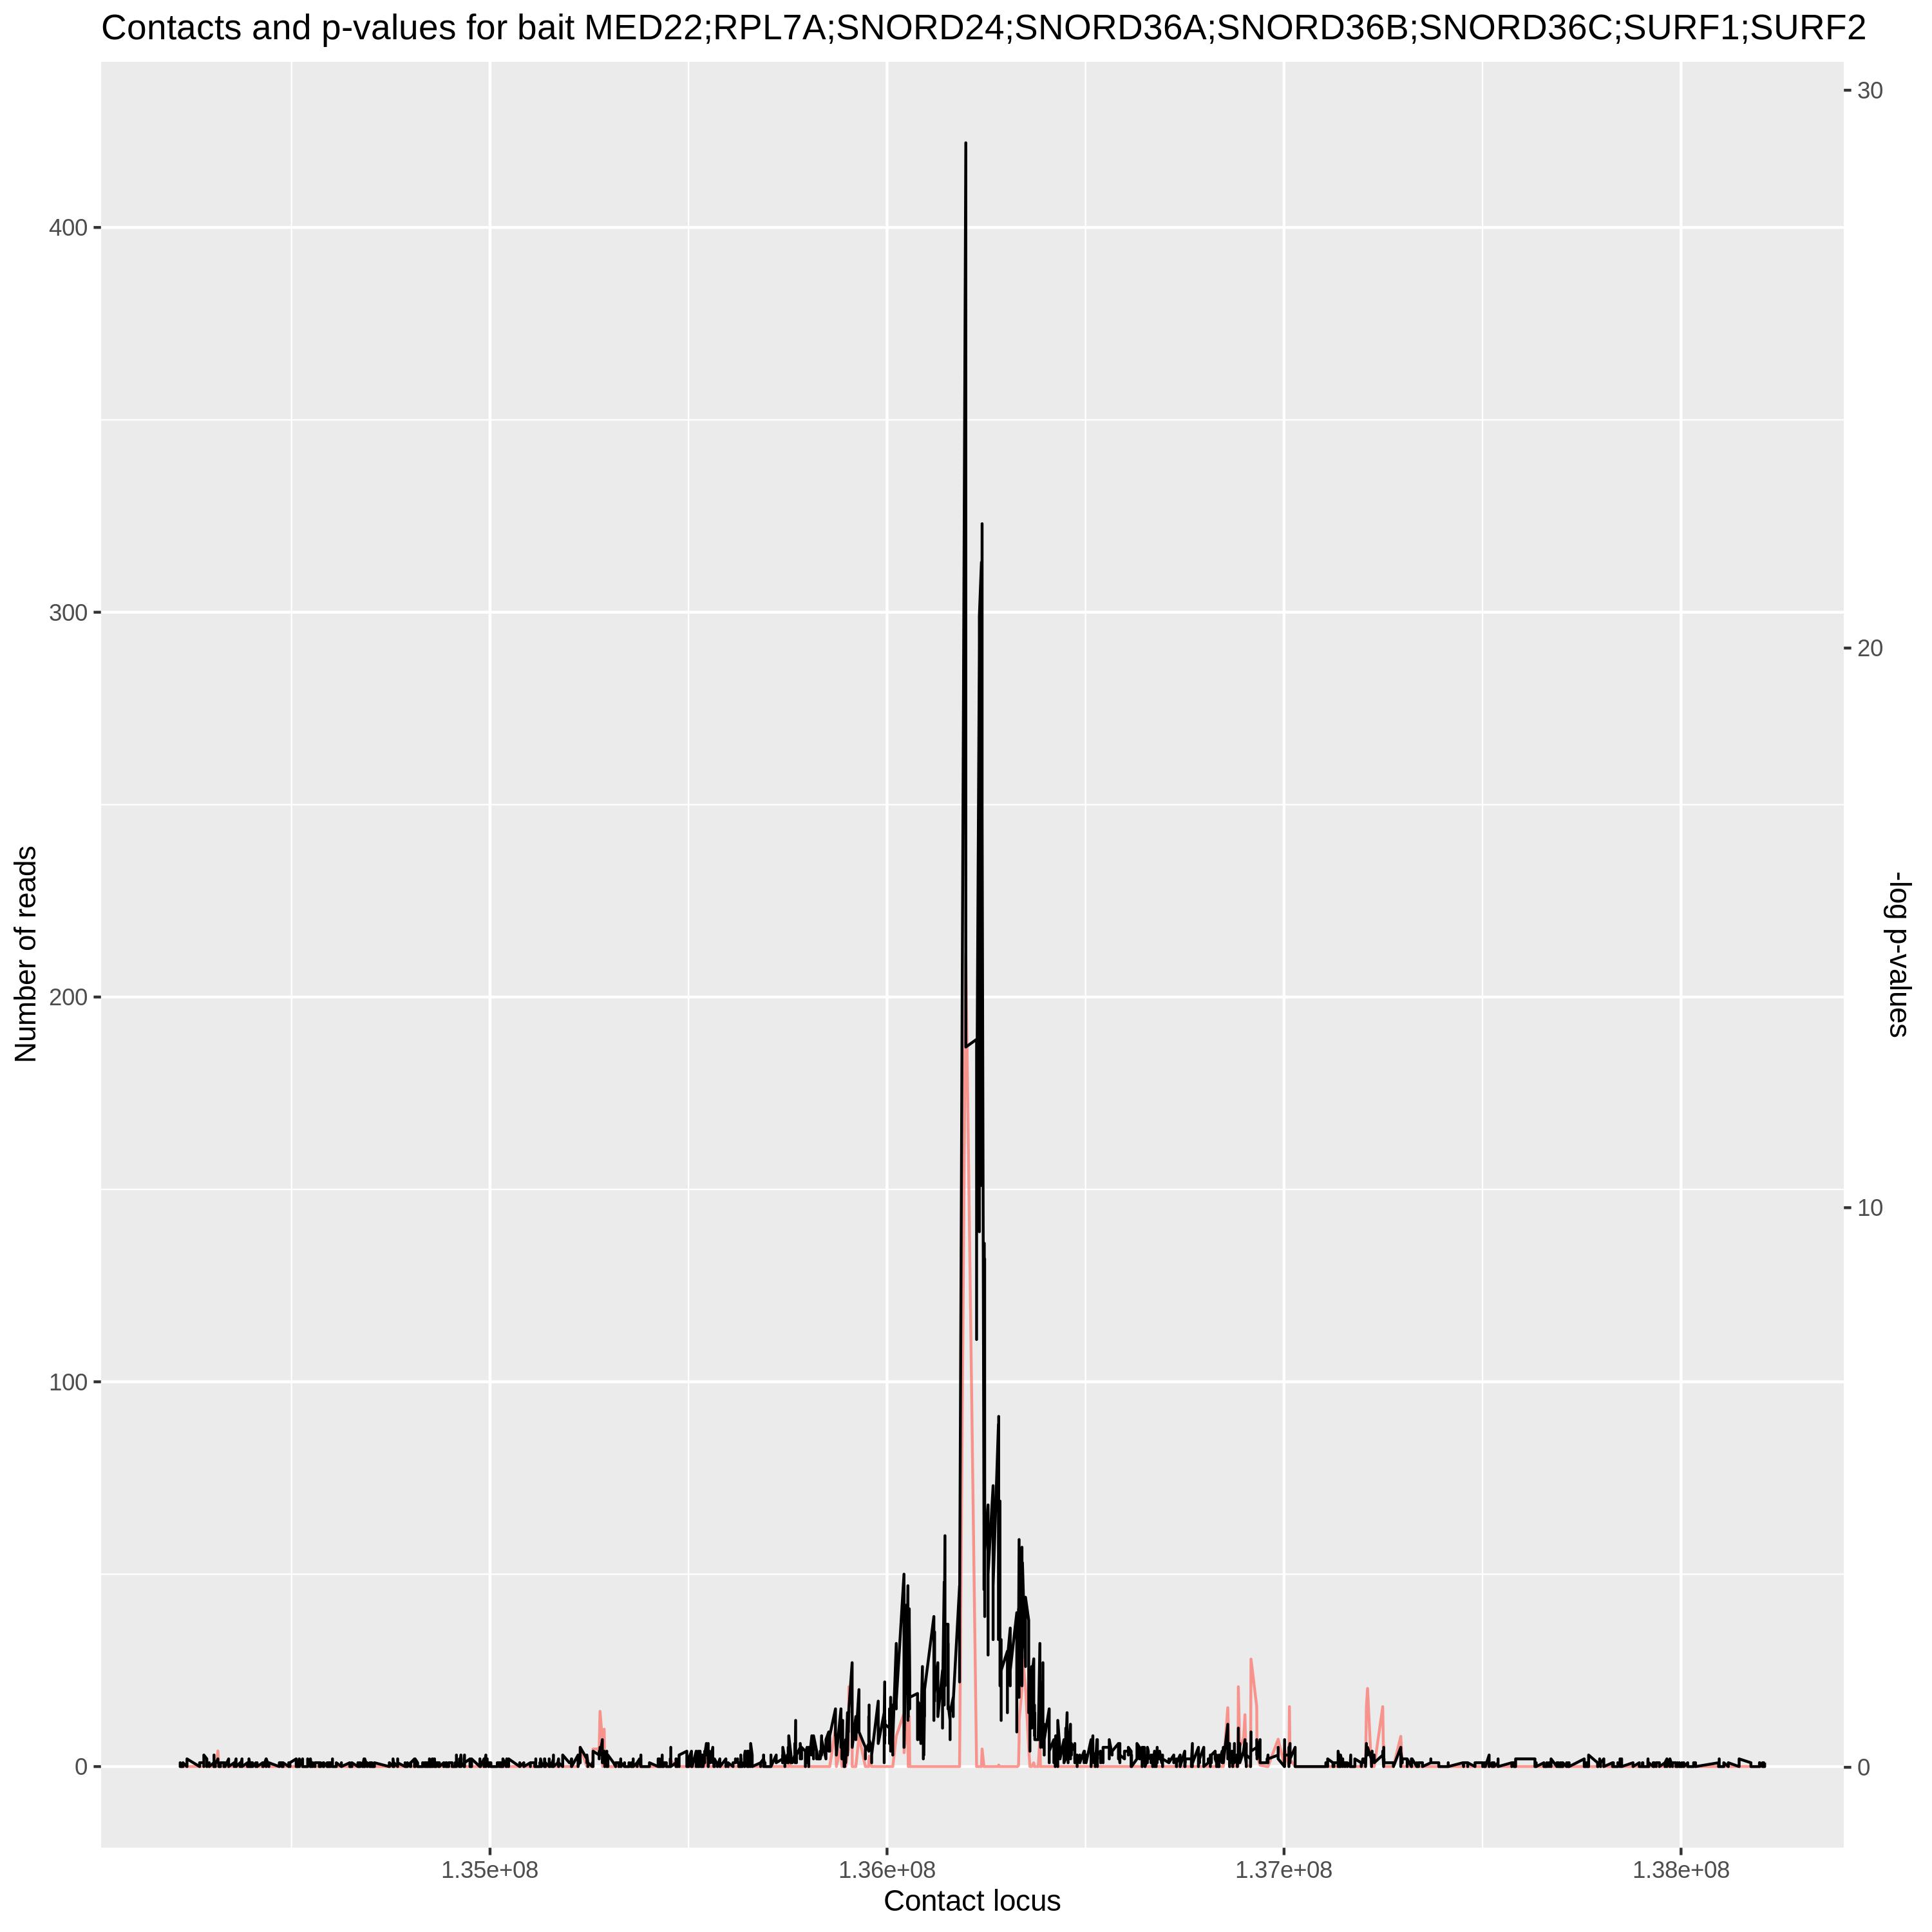 Contacts and p-values for bait MED22;RPL7A;SNORD24;SNORD36A;SNORD36B;SNORD36C;SURF1;SURF2
30
400
300
20
Number of reads
-log p-values
200
10
100
0
0
1.35e+08
1.36e+08
1.37e+08
1.38e+08
Contact locus